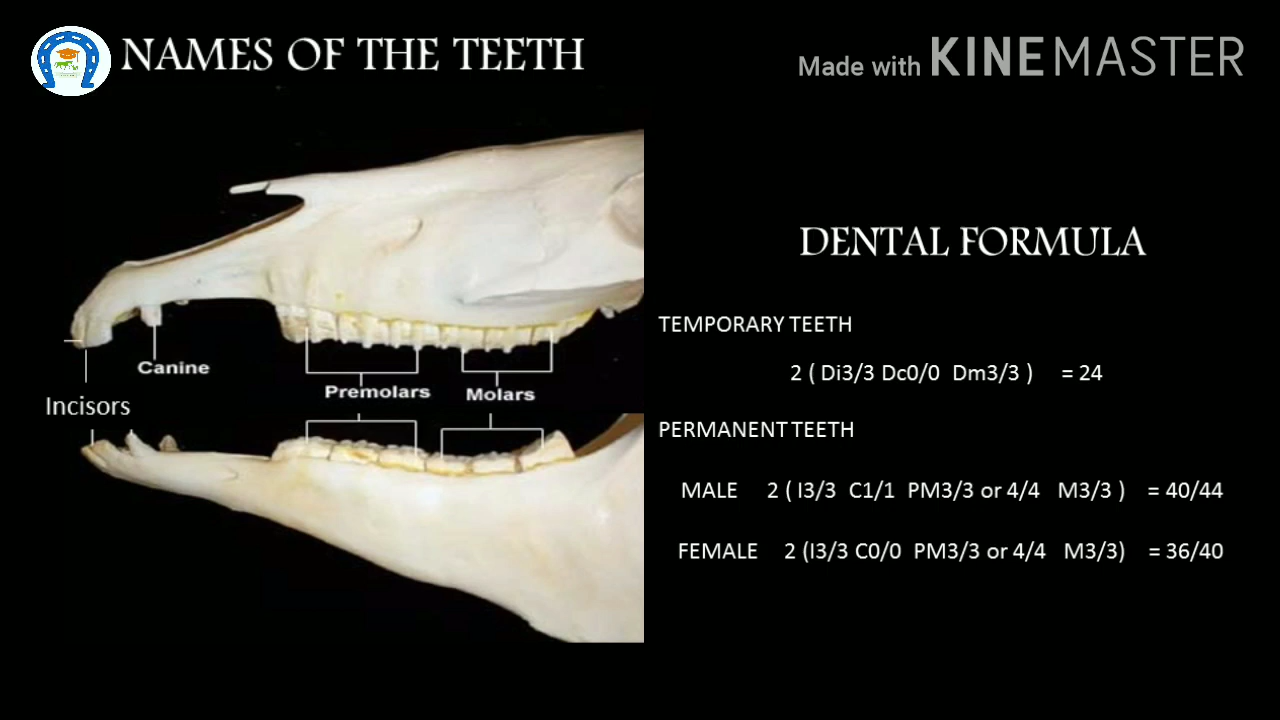 NAMES OF THE TEETH
Made with KINEMASTER
Canine
Incisors
Premolars
Molars
DENTAL FORMULA
TEMPORARY TEETH
2 ( Di3/3 Dc0/0 Dm3/3 ) = 24
PERMANENT TEETH
MALE 2 ( I3/3 C1/1 PM3/3 or 4/4 M3/3 ) = 40/44
FEMALE 2 (I3/3 C0/0 PM3/3 or 4/4 M3/3) = 36/40